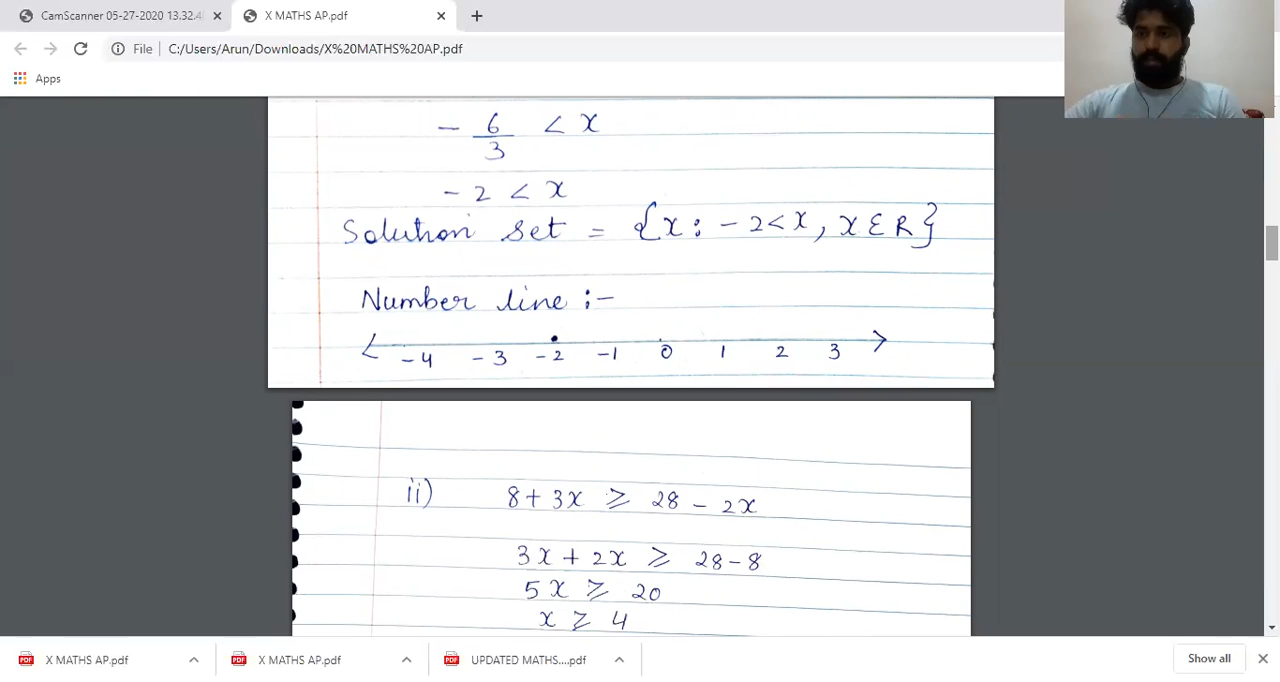 CamScanner 05-27-2020 13.32.4
X MATHS AP.pdf
File | C:/Users/Arun/Downloads/X%20MATHS%20AP.pdf
Apps
- 6/3 < x
- 2 < x
Solution set = {x : - 2 < x, x ∈ R}
Number line :-
- 4 - 3 - 2 - 1 0 1 2 3
ii) 8 + 3x ≥ 28 - 2x
3x + 2x ≥ 28 - 8
5x ≥ 20
x ≥ 4
X MATHS AP.pdf
X MATHS AP.pdf
UPDATED MATHS....pdf
Show all